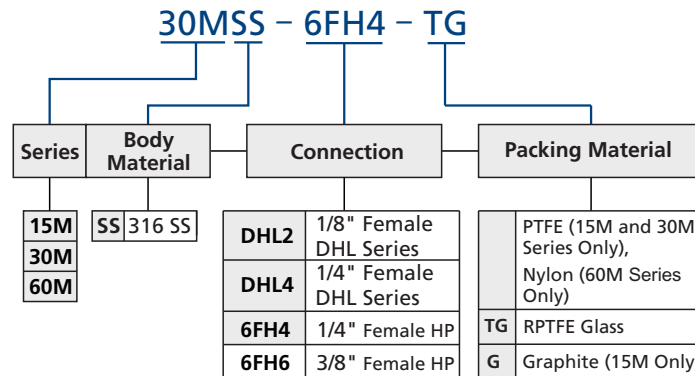 30MSS – 6FH4 – TG
Series
Body
Material
Connection
Packing Material
15M
30M
60M
SS 316 SS
DHL2 1/8" Female
DHL Series
DHL4 1/4" Female
DHL Series
6FH4 1/4" Female HP
6FH6 3/8" Female HP
PTFE (15M and 30M
Series Only),
Nylon (60M Series
Only)
TG RPTFE Glass
G Graphite (15M Only